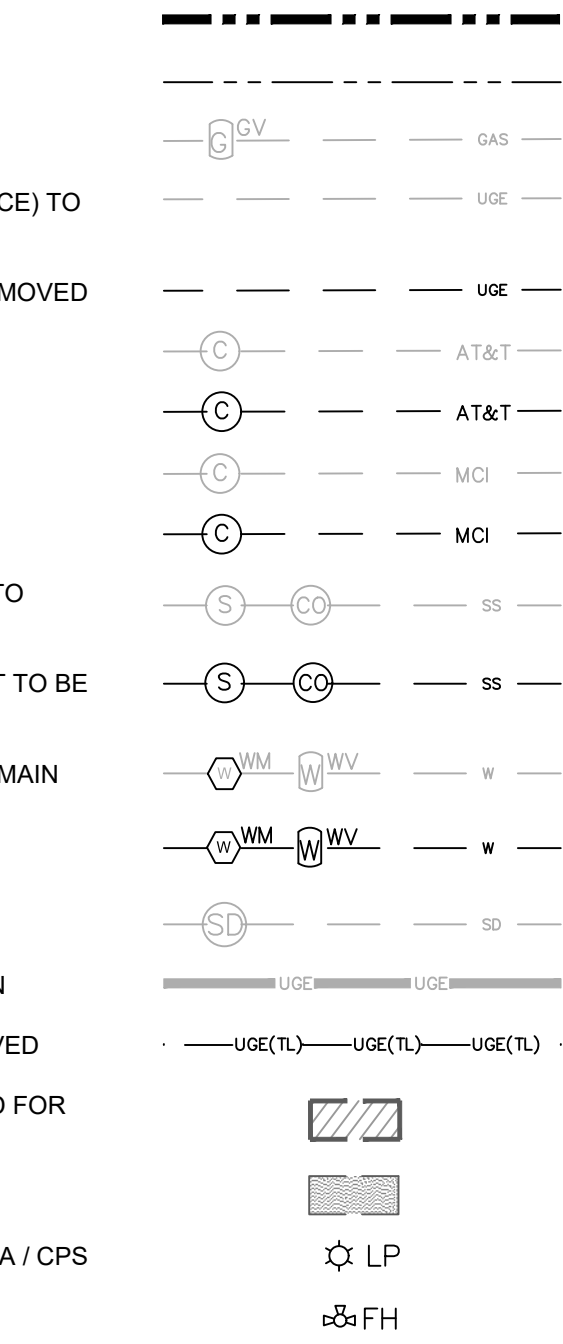 G GV GAS
CE) TO UGE
MOVED UGE
C AT&T
C AT&T
C MCI
C MCI
TO S CO SS
T TO BE S CO SS
MAIN W WM W WV W
W WM W WV W
SD SD
N UGE UGE
VED UGE(TL) UGE(TL) UGE(TL)
D FOR
A / CPS LP
FH